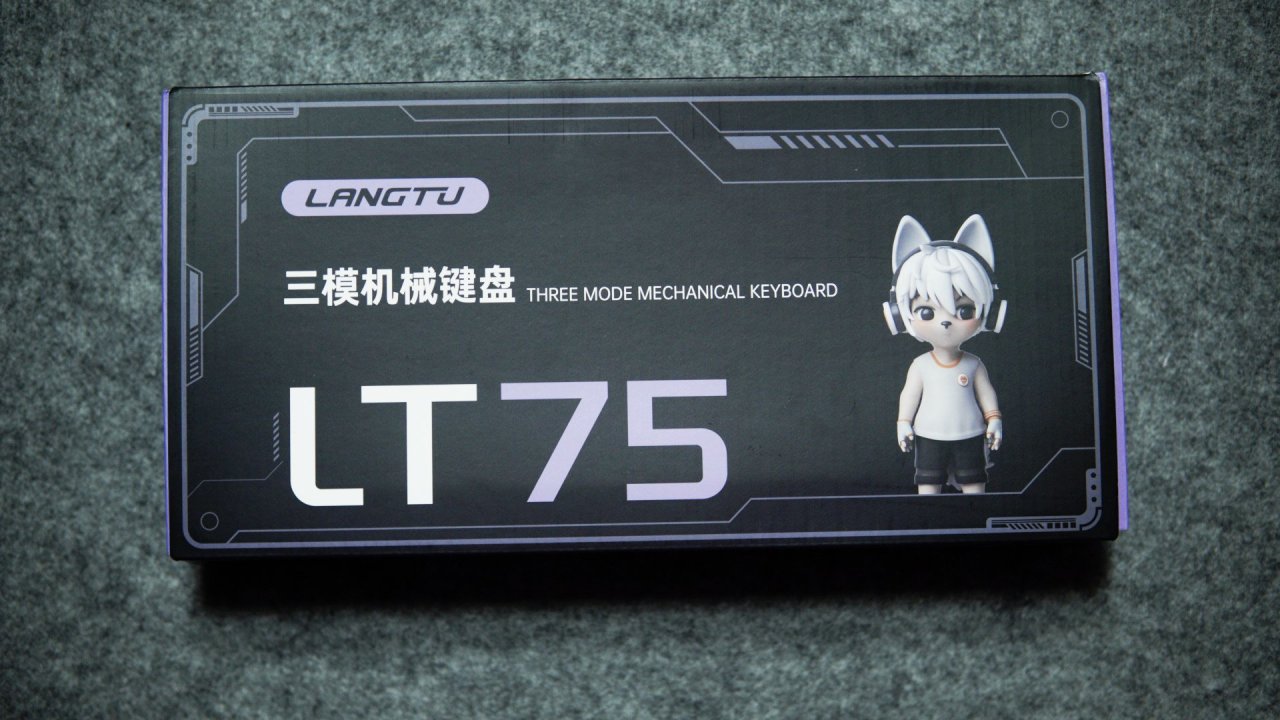 LANGTU
三模机械键盘 THREE MODE MECHANICAL KEYBOARD
LT75